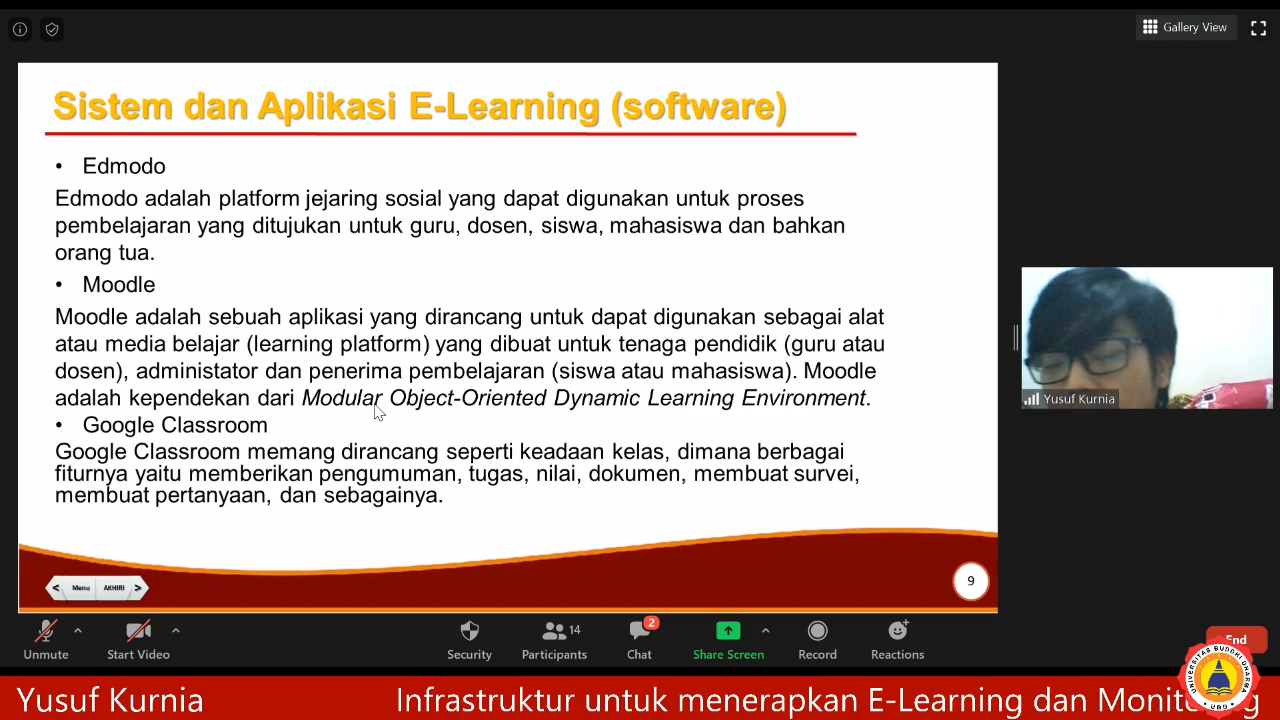 Gallery View
Sistem dan Aplikasi E-Learning (software)
• Edmodo
Edmodo adalah platform jejaring sosial yang dapat digunakan untuk proses
pembelajaran yang ditujukan untuk guru, dosen, siswa, mahasiswa dan bahkan
orang tua.
• Moodle
Moodle adalah sebuah aplikasi yang dirancang untuk dapat digunakan sebagai alat
atau media belajar (learning platform) yang dibuat untuk tenaga pendidik (guru atau
dosen), administator dan penerima pembelajaran (siswa atau mahasiswa). Moodle
adalah kependekan dari Modular Object-Oriented Dynamic Learning Environment.
• Google Classroom
Google Classroom memang dirancang seperti keadaan kelas, dimana berbagai
fiturnya yaitu memberikan pengumuman, tugas, nilai, dokumen, membuat survei,
membuat pertanyaan, dan sebagainya.
< Menu AKHIRI >
9
Yusuf Kurnia
Unmute
Start Video
Security
14
Participants
2
Chat
Share Screen
Record
Reactions
End
UNIVERSITAS BUDDHI DHARMA
UBD
Yusuf Kurnia
Infrastruktur untuk menerapkan E-Learning dan